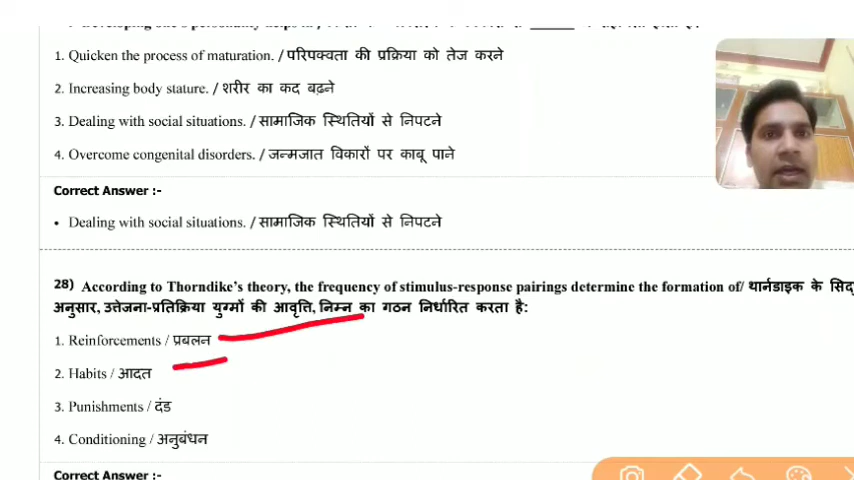 1. Quicken the process of maturation. / परिपक्वता की प्रक्रिया को तेज करने
2. Increasing body stature. / शरीर का कद बढ़ने
3. Dealing with social situations. / सामाजिक स्थितियों से निपटने
4. Overcome congenital disorders. / जन्मजात विकारों पर काबू पाने
Correct Answer :-
• Dealing with social situations. / सामाजिक स्थितियों से निपटने
28) According to Thorndike's theory, the frequency of stimulus-response pairings determine the formation of/ थार्नडाइक के
अनुसार, उत्तेजना-प्रतिक्रिया युग्मों की आवृत्ति, निम्न का गठन निर्धारित करता है:
1. Reinforcements / प्रबलन
2. Habits / आदत
3. Punishments / दंड
4. Conditioning / अनुबंधन
Correct Answer :-